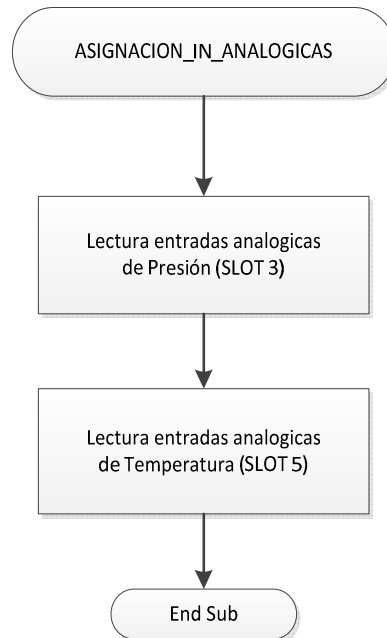 ASIGNACION_IN_ANALOGICAS
Lectura entradas analogicas
de Presión (SLOT 3)
Lectura entradas analogicas
de Temperatura (SLOT 5)
End Sub